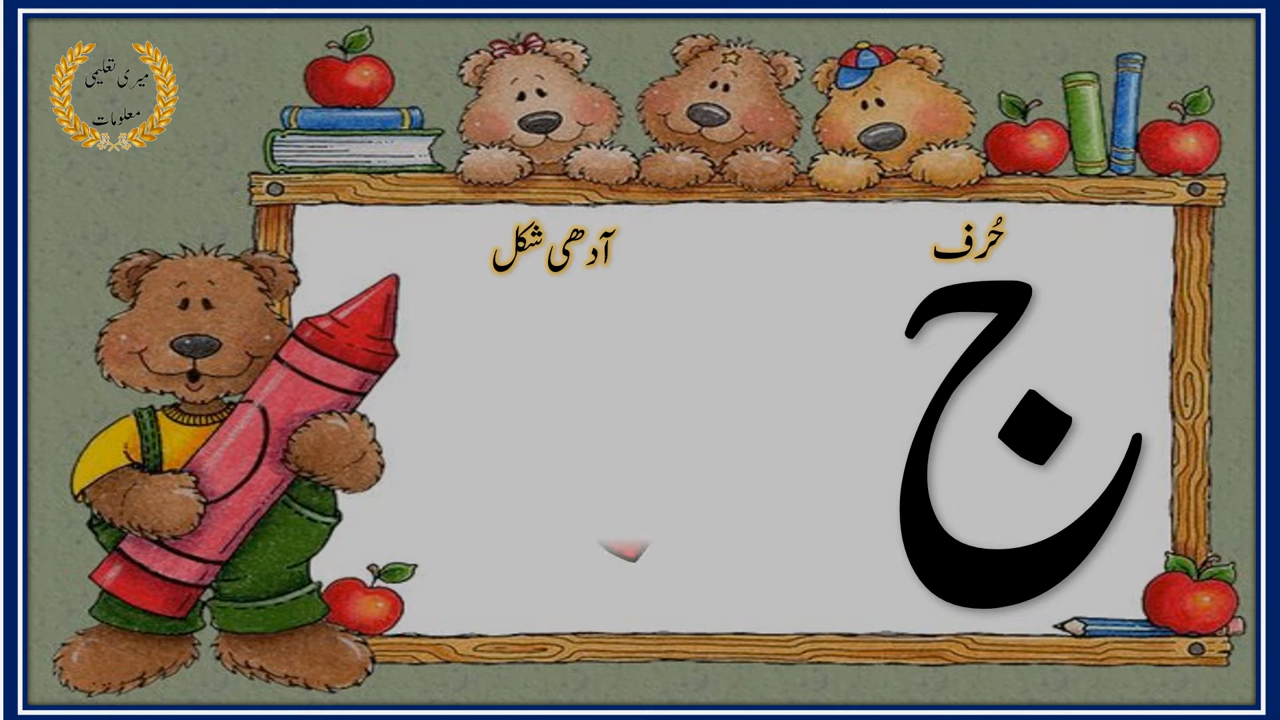 میری تعلیمی
معلومات
حُرف
آدھی شکل
ج